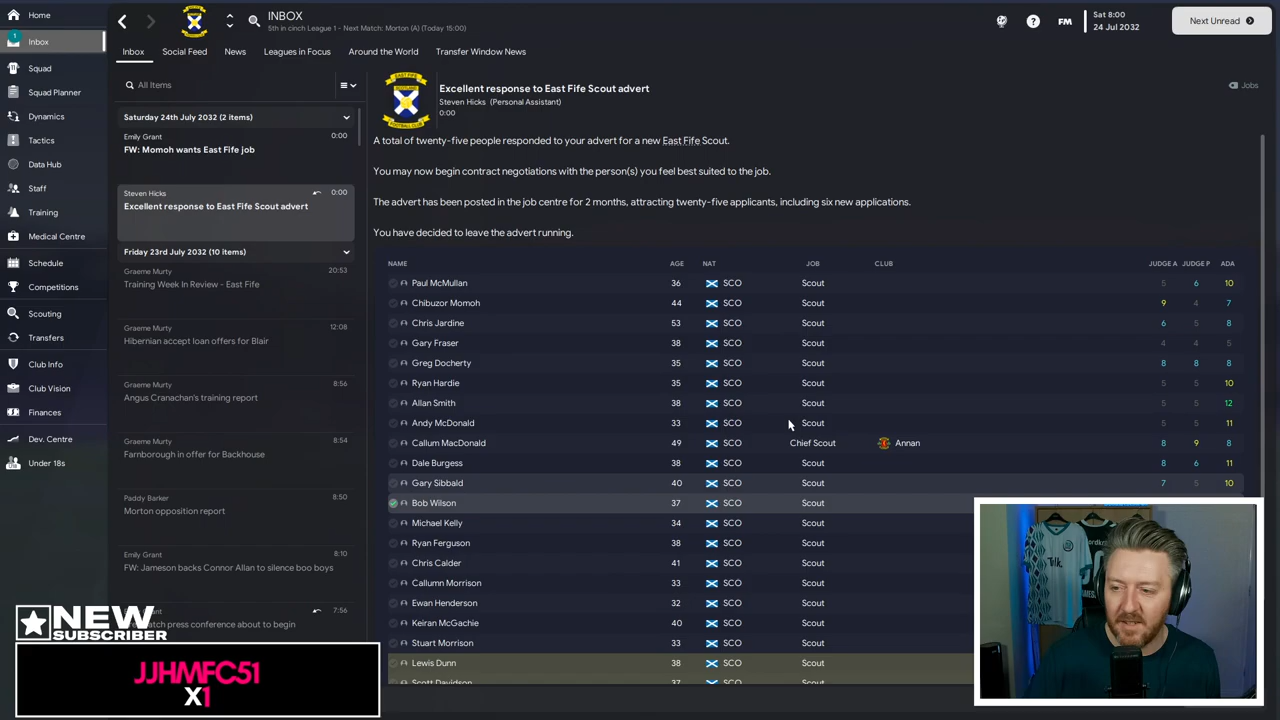 Home
INBOX
5th in cinch League 1 - Next Match: Morton (A) (Today 15:00)
FM
Sat 8:00
24 Jul 2032
Next Unread
1
Inbox
Squad
Squad Planner
Dynamics
Tactics
Data Hub
Staff
Training
Medical Centre
Schedule
Competitions
Scouting
Transfers
Club Info
Club Vision
Finances
Dev. Centre
Under 18s
Inbox
Social Feed
News
Leagues in Focus
Around the World
Transfer Window News
All Items
Saturday 24th July 2032 (2 items)
Emily Grant 0:00
FW: Momoh wants East Fife job
Steven Hicks 0:00
Excellent response to East Fife Scout advert
Friday 23rd July 2032 (10 items)
Graeme Murty 20:53
Training Week In Review - East Fife
Graeme Murty 12:08
Hibernian accept loan offers for Blair
Graeme Murty 8:56
Angus Cranachan's training report
Graeme Murty 8:54
Farnborough in offer for Backhouse
Paddy Barker 8:50
Morton opposition report
Emily Grant 8:10
FW: Jameson backs Connor Allan to silence boo boys
7:56
press conference about to begin
Excellent response to East Fife Scout advert
Steven Hicks (Personal Assistant)
0:00
Jobs
A total of twenty-five people responded to your advert for a new East Fife Scout.
You may now begin contract negotiations with the person(s) you feel best suited to the job.
The advert has been posted in the job centre for 2 months, attracting twenty-five applicants, including six new applications.
You have decided to leave the advert running.
NAME AGE NAT JOB CLUB JUDGE A JUDGE P ADA
Paul McMullan 36 SCO Scout 5 6 10
Chibuzor Momoh 44 SCO Scout 9 4 7
Chris Jardine 53 SCO Scout 6 5 8
Gary Fraser 38 SCO Scout 4 4 5
Greg Docherty 35 SCO Scout 8 8 8
Ryan Hardie 35 SCO Scout 5 5 10
Allan Smith 38 SCO Scout 5 5 12
Andy McDonald 33 SCO Scout 5 5 11
Callum MacDonald 49 SCO Chief Scout Annan 8 9 8
Dale Burgess 38 SCO Scout 8 6 11
Gary Sibbald 40 SCO Scout 7 5 10
Bob Wilson 37 SCO Scout
Michael Kelly 34 SCO Scout
Ryan Ferguson 38 SCO Scout
Chris Calder 41 SCO Scout
Callumn Morrison 33 SCO Scout
Ewan Henderson 32 SCO Scout
Keiran McGachie 40 SCO Scout
Stuart Morrison 33 SCO Scout
Lewis Dunn 38 SCO Scout
Scott Davidson 37 SCO Scout
NEW
SUBSCRIBER
JJHMFC51
X1